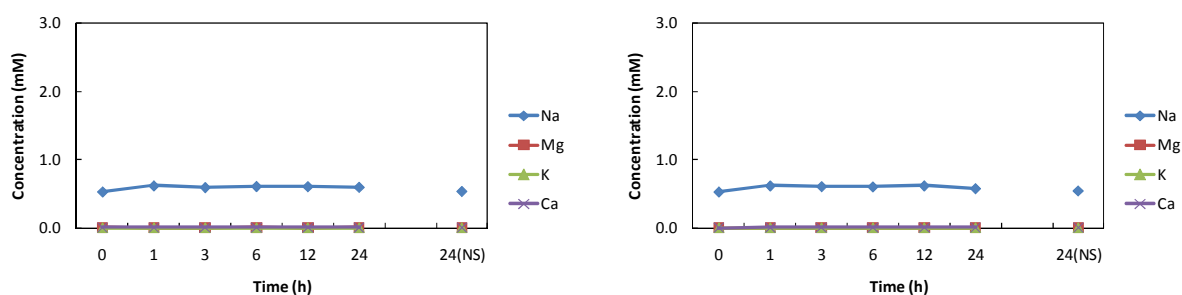 Concentration (mM)
3.0
2.0
1.0
0.0
0 1 3 6 12 24 24(NS)
Time (h)
Na
Mg
K
Ca
Concentration (mM)
3.0
2.0
1.0
0.0
0 1 3 6 12 24 24(NS)
Time (h)
Na
Mg
K
Ca